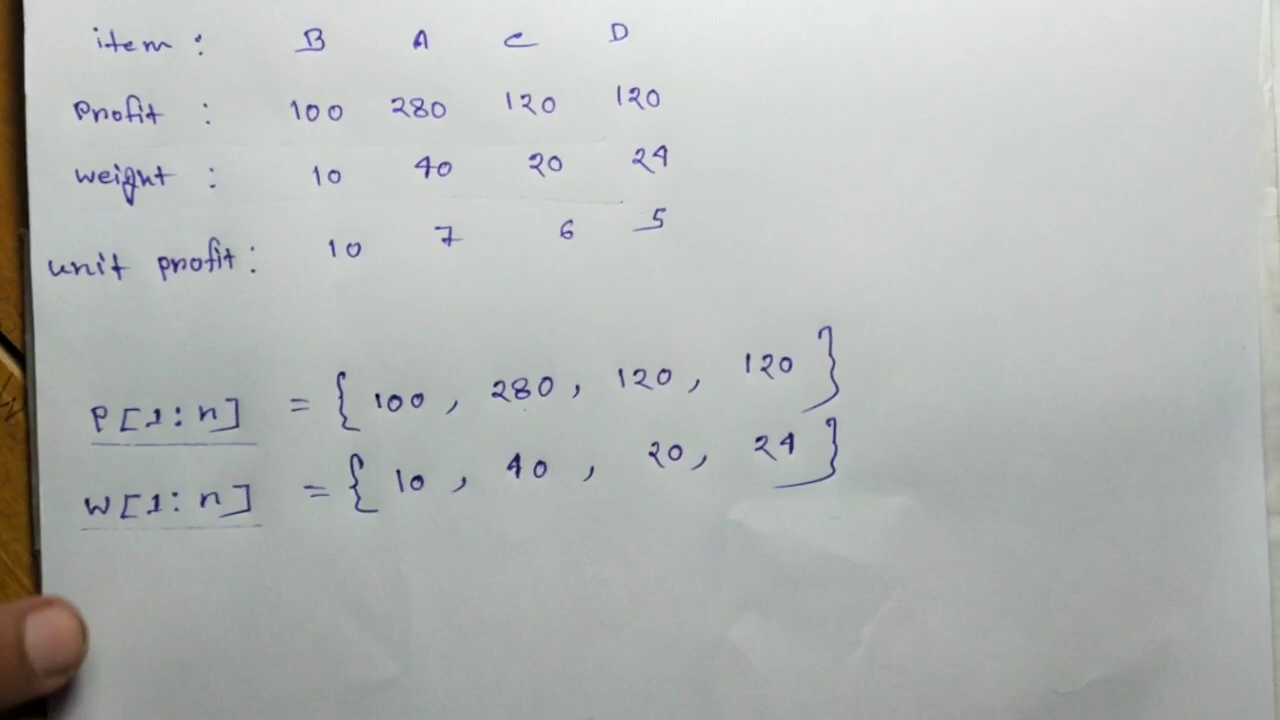 item : B A C D
Profit : 100 280 120 120
weight : 10 40 20 24
unit profit : 10 7 6 5
P[1:n] = { 100 , 280 , 120 , 120 }
W[1:n] = { 10 , 40 , 20 , 24 }